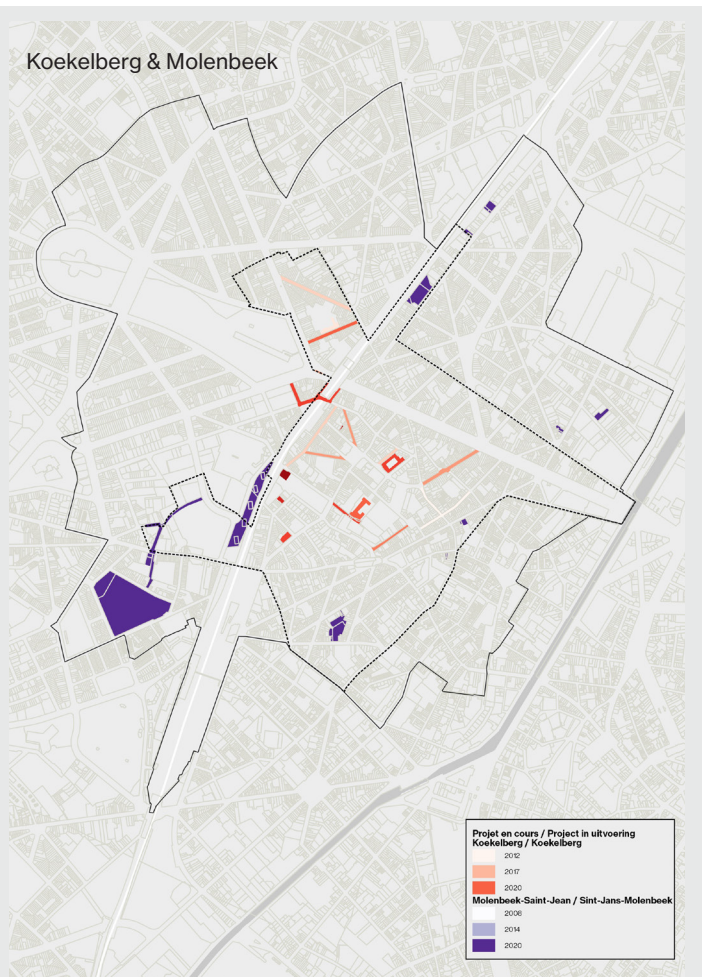 Koekelberg & Molenbeek
Projet en cours / Project in uitvoering
Koekelberg / Koekelberg
2012
2017
2020
Molenbeek-Saint-Jean / Sint-Jans-Molenbeek
2008
2014
2020